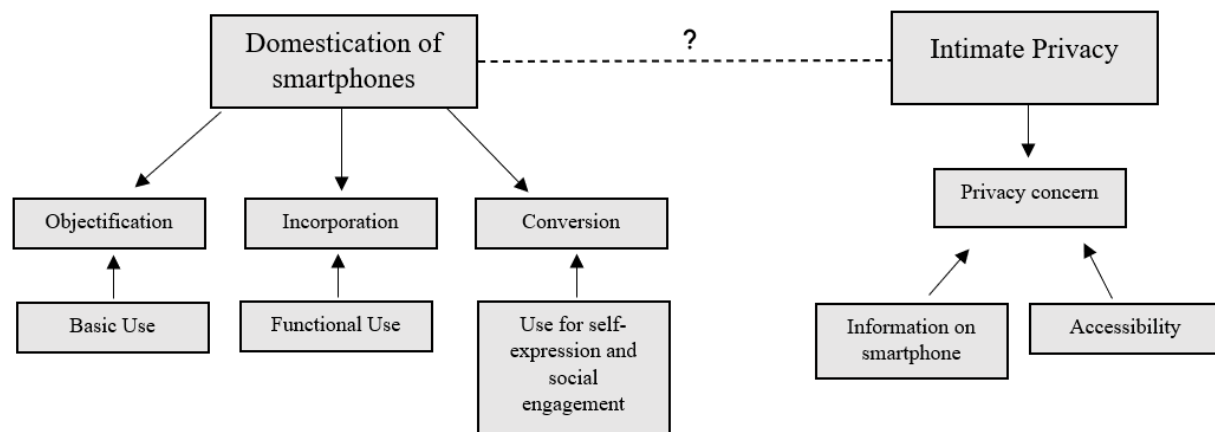 Domestication of
smartphones
?
Intimate Privacy
Objectification
Incorporation
Conversion
Privacy concern
Basic Use
Functional Use
Use for self-
expression and
social
engagement
Information on
smartphone
Accessibility